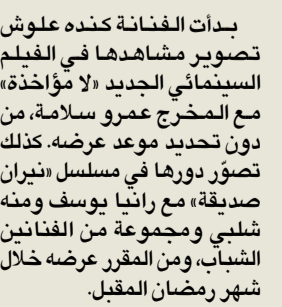 بدأت الفنانة كنده علوش
تصوير مشاهدها في الفيلم
السينمائي الجديد «لا مؤاخذة»
مع المخرج عمرو سلامة، من
دون تحديد موعد عرضه. كذلك
تصوّر دورها في مسلسل «نيران
صديقة» مع رانيا يوسف ومنه
شلبي ومجموعة من الفنانين
الشباب، ومن المقرر عرضه خلال
شهر رمضان المقبل.